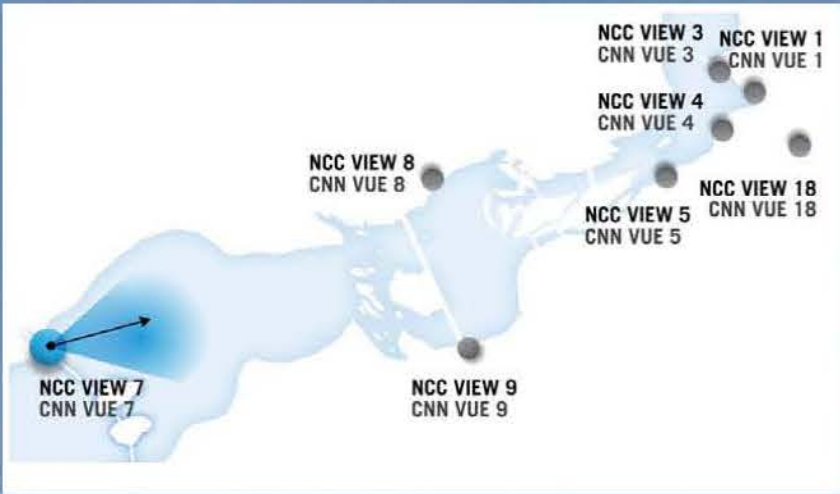 NCC VIEW 3
CNN VUE 3
NCC VIEW 1
CNN VUE 1
NCC VIEW 4
CNN VUE 4
NCC VIEW 8
CNN VUE 8
NCC VIEW 18
CNN VUE 18
NCC VIEW 5
CNN VUE 5
NCC VIEW 7
CNN VUE 7
NCC VIEW 9
CNN VUE 9